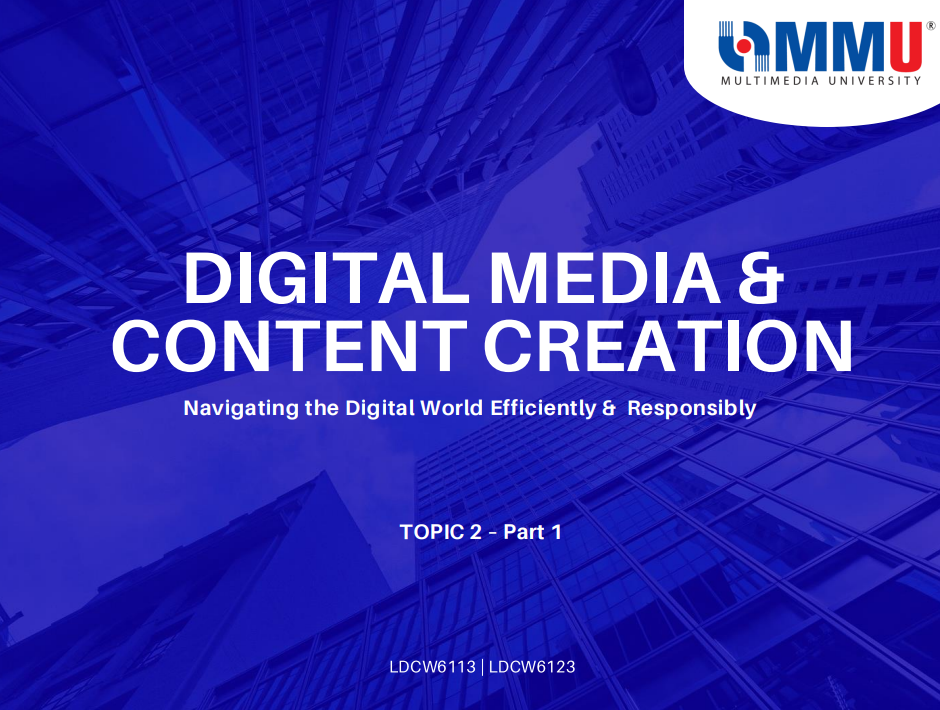 MMU®
MULTIMEDIA UNIVERSITY
DIGITAL MEDIA &
CONTENT CREATION
Navigating the Digital World Efficiently & Responsibly
TOPIC 2 – Part 1
LDCW6113 | LDCW6123